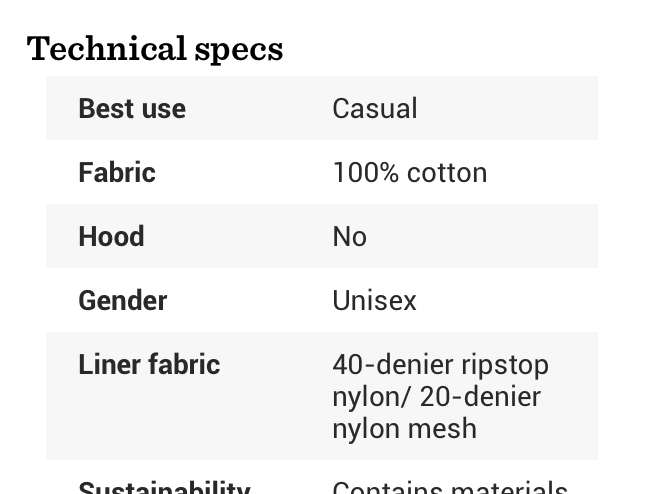 Technical specs
Best use Casual
Fabric 100% cotton
Hood No
Gender Unisex
Liner fabric 40-denier ripstop
nylon/ 20-denier
nylon mesh
Sustainability Contains materials